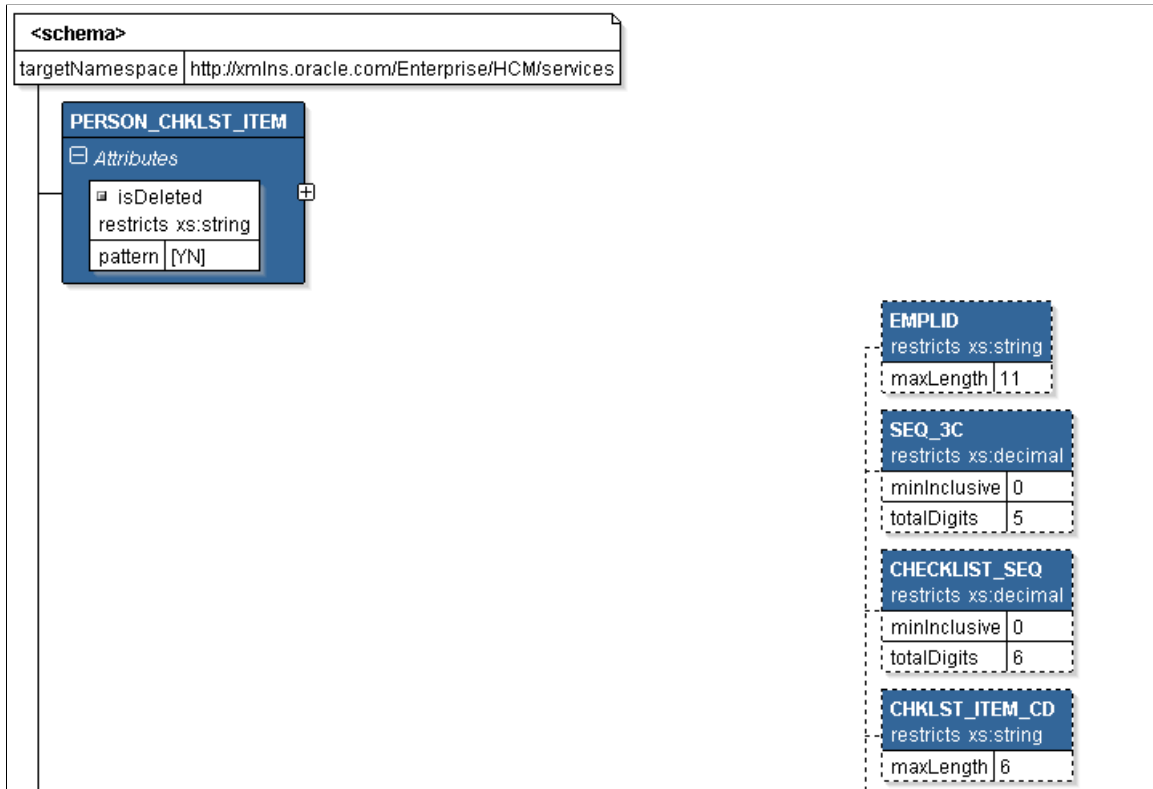 <schema>
targetNamespace http://xmlns.oracle.com/Enterprise/HCM/services
PERSON_CHKLST_ITEM
Attributes
isDeleted
restricts xs:string
pattern [YN]
EMPLID
restricts xs:string
maxLength 11
SEQ_3C
restricts xs:decimal
minInclusive 0
totalDigits 5
CHECKLIST_SEQ
restricts xs:decimal
minInclusive 0
totalDigits 6
CHKLST_ITEM_CD
restricts xs:string
maxLength 6